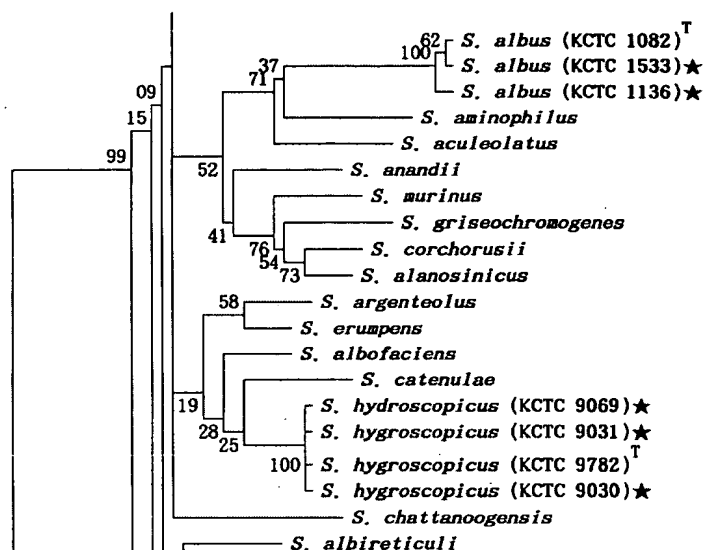 62 S. albus (KCTC 1082)T
100
37 S. albus (KCTC 1533)★
71
09 S. albus (KCTC 1136)★
15 S. aminophilus
S. aculeolatus
99
52 S. anandii
S. murinus
S. griseochromogenes
41
76 S. corchorusii
54
73 S. alanosinicus
58 S. argenteolus
S. erumpens
S. albofaciens
S. catenulae
19 S. hydroscopicus (KCTC 9069)★
28 S. hygroscopicus (KCTC 9031)★
25
100 S. hygroscopicus (KCTC 9782)T
S. hygroscopicus (KCTC 9030)★
S. chattanoogensis
S. albireticuli